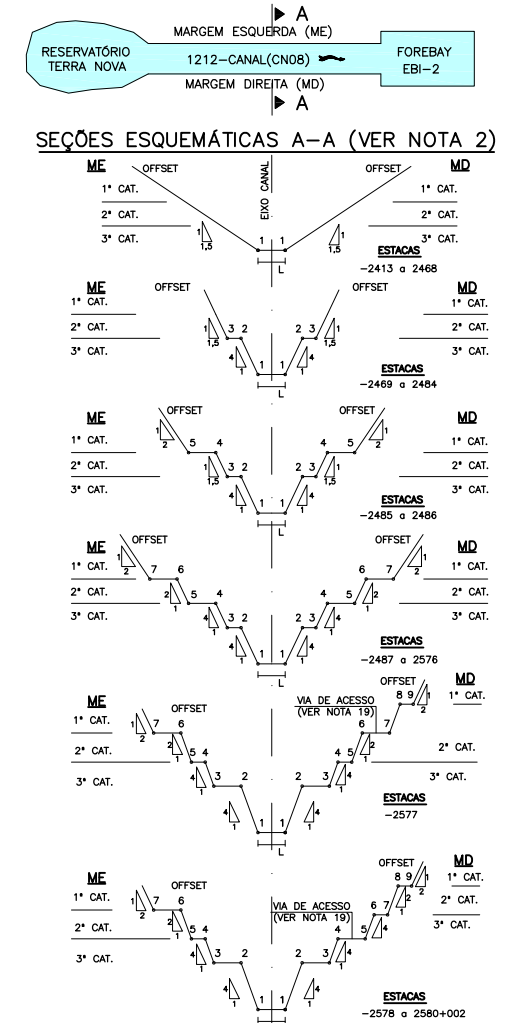 A
MARGEM ESQUERDA (ME)
RESERVATÓRIO
TERRA NOVA
1212-CANAL(CN08)
FOREBAY
EBI-2
MARGEM DIREITA (MD)
A
SEÇÕES ESQUEMÁTICAS A-A (VER NOTA 2)
ME OFFSET EIXO CANAL OFFSET MD
1ª CAT. 1ª CAT.
2ª CAT. 2ª CAT.
3ª CAT. 1 1,5 1 1 1 1,5 3ª CAT.
L
ESTACAS
-2413 a 2468
ME OFFSET OFFSET MD
1ª CAT. 1ª CAT.
2ª CAT. 1 1,5 3 2 2 3 1 1,5 2ª CAT.
3ª CAT. 4 1 1 1 4 1 3ª CAT.
L
ESTACAS
-2469 a 2484
ME OFFSET OFFSET MD
1ª CAT. 1 2 5 4 4 5 1 2 1ª CAT.
2ª CAT. 1 1,5 3 2 2 3 1 1,5 2ª CAT.
3ª CAT. 4 1 1 1 4 1 3ª CAT.
L
ESTACAS
-2485 a 2486
ME OFFSET OFFSET MD
1ª CAT. 1 2 7 6 6 7 1 2 1ª CAT.
2ª CAT. 2 1 5 4 4 5 2 1 2ª CAT.
3ª CAT. 4 1 3 2 2 3 4 1 3ª CAT.
4 1 1 1 4 1
L
ESTACAS
-2487 a 2576
ME OFFSET VIA DE ACESSO (VER NOTA 19) OFFSET MD
8 9 1 2 1ª CAT.
1ª CAT. 1 2 7 6 6 7
2ª CAT. 2 1 5 4 4 5 2 1 2ª CAT.
3ª CAT. 4 1 3 2 2 3 4 1 3ª CAT.
4 1 1 1 4 1
L
ESTACAS
-2577
ME OFFSET OFFSET MD
1ª CAT. 1 2 7 6 8 9 1 2 1ª CAT.
VIA DE ACESSO
(VER NOTA 19)
6 7 2 1 2ª CAT.
2ª CAT. 2 1 5 4 4 5 4 1 3ª CAT.
3ª CAT. 4 1 3 2 2 3 4 1
4 1 1 1 4 1
L
ESTACAS
-2578 a 2580+002